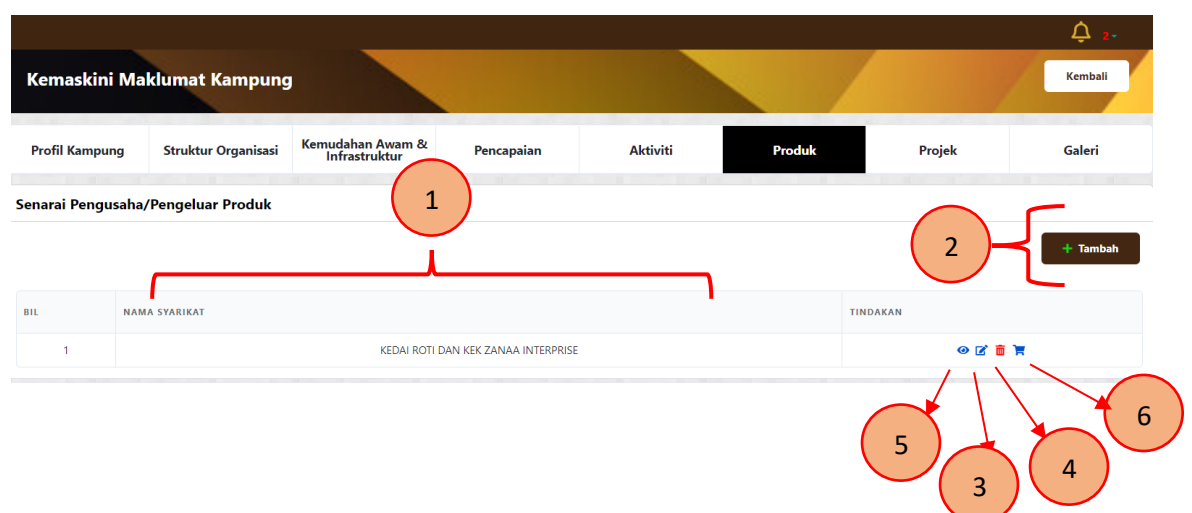 2
Kemaskini Maklumat Kampung
Kembali
Profil Kampung
Struktur Organisasi
Kemudahan Awam &
Infrastruktur
Pencapaian
Aktiviti
Produk
Projek
Galeri
Senarai Pengusaha/Pengeluar Produk
1
2
+ Tambah
BIL
NAMA SYARIKAT
TINDAKAN
1
KEDAI ROTI DAN KEK ZANAA INTERPRISE
6
5
4
3